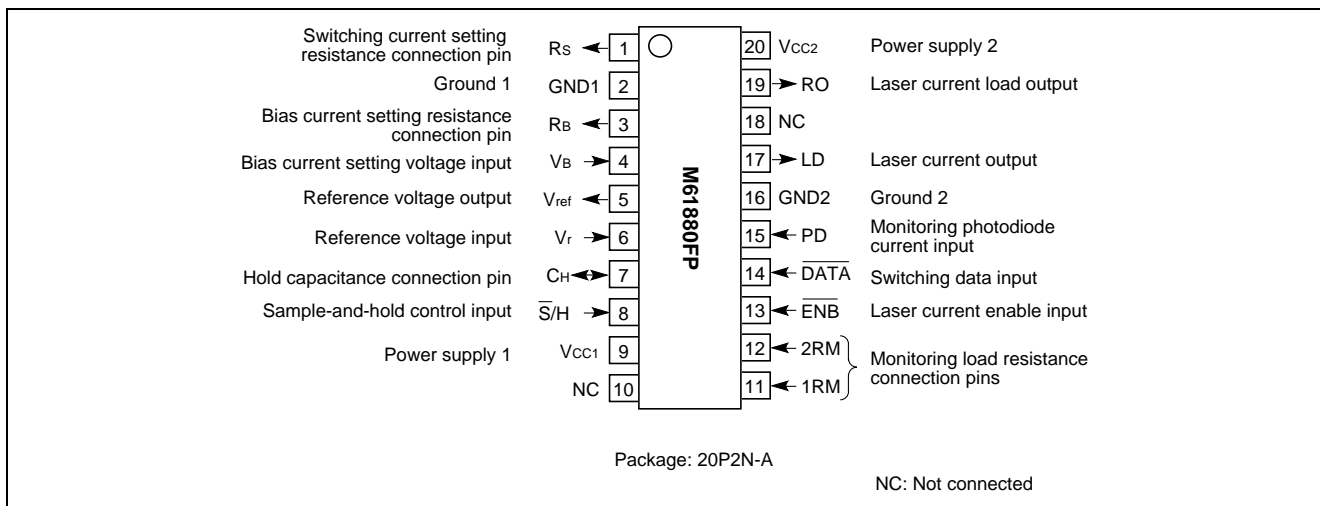 Switching current setting
resistance connection pin
RS
1
Ground 1
GND1
2
Bias current setting resistance
connection pin
RB
3
Bias current setting voltage input
VB
4
Reference voltage output
Vref
5
Reference voltage input
Vr
6
Hold capacitance connection pin
CH
7
Sample-and-hold control input
S̅/H
8
Power supply 1
VCC1
9
NC
10
M61880FP
20
VCC2
Power supply 2
19
RO
Laser current load output
18
NC
17
LD
Laser current output
16
GND2
Ground 2
15
PD
Monitoring photodiode
current input
14
D̅A̅T̅A̅
Switching data input
13
E̅N̅B̅
Laser current enable input
12
2RM
11
1RM
Monitoring load resistance
connection pins
Package: 20P2N-A
NC: Not connected